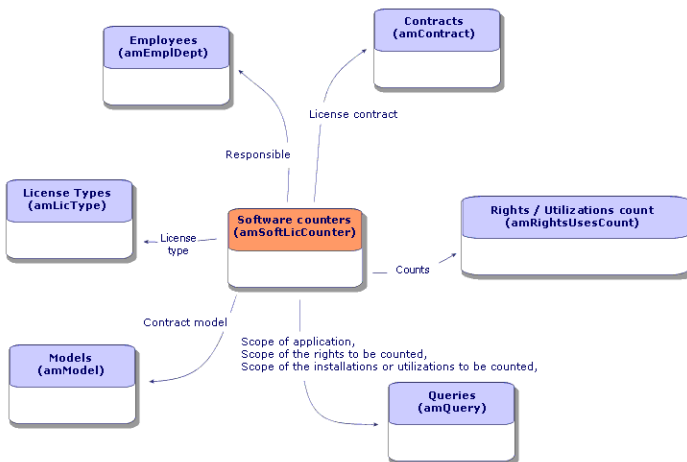 Contracts
(amContract)
Employees
(amEmplDept)
License contract
Responsible
License Types
(amLicType)
Software counters
(amSoftLicCounter)
Rights / Utilizations count
(amRightsUsesCount)
License
type
Counts
Contract model
Scope of application,
Scope of the rights to be counted,
Scope of the installations or utilizations to be counted,
Models
(amModel)
Queries
(amQuery)